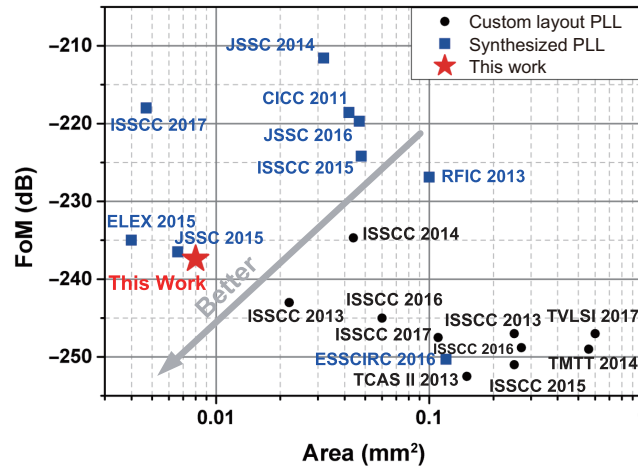 Custom layout PLL
Synthesized PLL
This work
−210
−220
−230
−240
−250
FoM (dB)
JSSC 2014
CICC 2011
ISSCC 2017
JSSC 2016
ISSCC 2015
RFIC 2013
ELEX 2015
JSSC 2015
ISSCC 2014
This Work
Better
ISSCC 2013
ISSCC 2016
ISSCC 2013
TVLSI 2017
ISSCC 2017
ISSCC 2016
ESSCIRC 2016
TMTT 2014
TCAS II 2013
ISSCC 2015
0.01
0.1
Area (mm²)